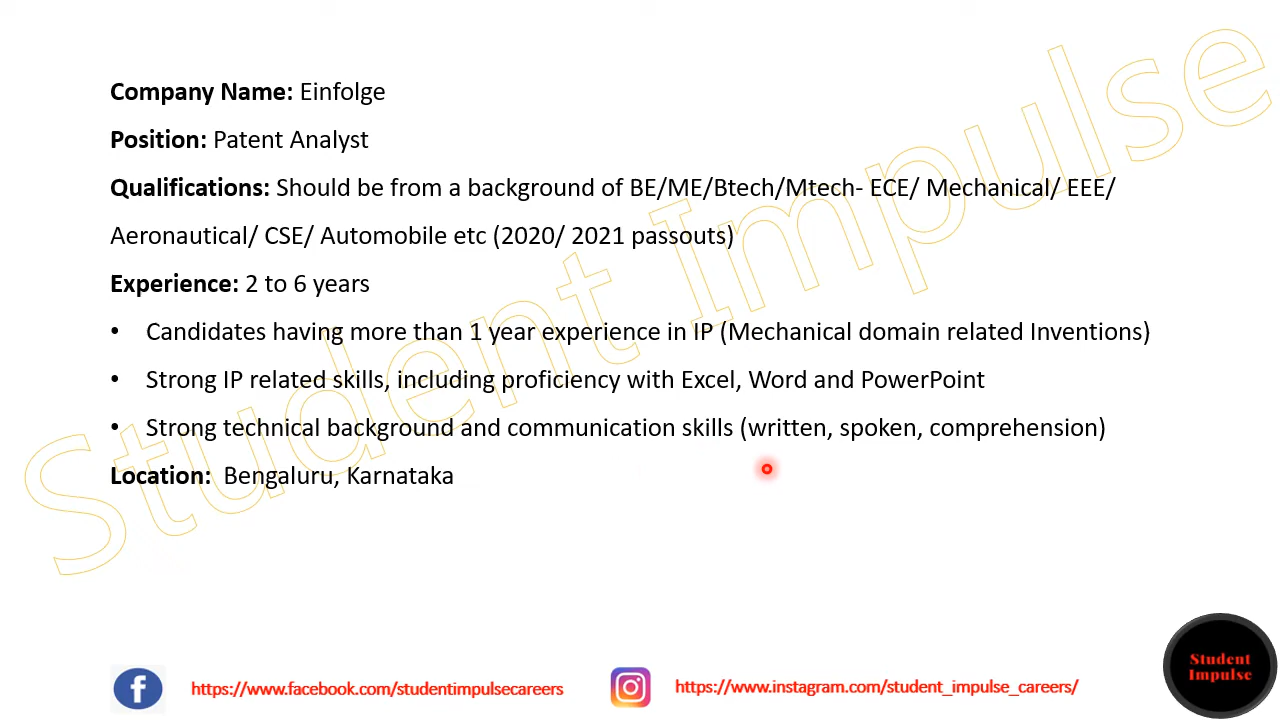 Company Name: Einfolge
Position: Patent Analyst
Qualifications: Should be from a background of BE/ME/Btech/Mtech- ECE/ Mechanical/ EEE/
Aeronautical/ CSE/ Automobile etc (2020/ 2021 passouts)
Experience: 2 to 6 years
• Candidates having more than 1 year experience in IP (Mechanical domain related Inventions)
• Strong IP related skills, including proficiency with Excel, Word and PowerPoint
• Strong technical background and communication skills (written, spoken, comprehension)
Location: Bengaluru, Karnataka
Student Impulse
https://www.facebook.com/studentimpulsecareers
https://www.instagram.com/student_impulse_careers/
Student
Impulse